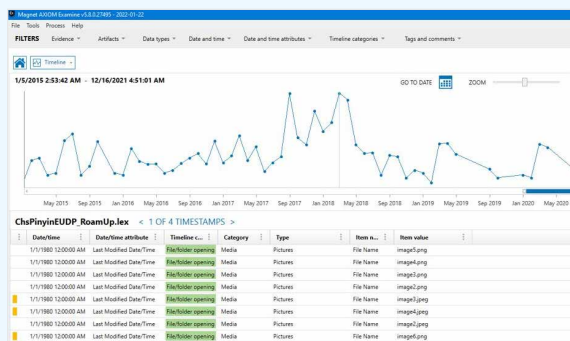 Magnet AXIOM Examine v5.8.0.27495 - 2022-01-22
File Tools Process Help
FILTERS Evidence Artifacts Data types Date and time Date and time attributes Timeline categories Tags and comments
Timeline
1/5/2015 2:53:42 AM - 12/16/2021 4:51:01 AM
GO TO DATE ZOOM
May 2015 Sep 2015 Jan 2016 May 2016 Sep 2016 Jan 2017 May 2017 Sep 2017 Jan 2018 May 2018 Sep 2018 Jan 2019 May 2019 Sep 2019 Jan 2020 May 2020
ChsPinyinEUDP_RoamUp.lex < 1 OF 4 TIMESTAMPS >
Date/time Date/time attribute Timeline c... Category Type Item n... Item value
1/1/1980 12:00:00 AM Last Modified Date/Time File/folder opening Media Pictures File Name image5.png
1/1/1980 12:00:00 AM Last Modified Date/Time File/folder opening Media Pictures File Name image4.png
1/1/1980 12:00:00 AM Last Modified Date/Time File/folder opening Media Pictures File Name image3.png
1/1/1980 12:00:00 AM Last Modified Date/Time File/folder opening Media Pictures File Name image2.png
1/1/1980 12:00:00 AM Last Modified Date/Time File/folder opening Media Pictures File Name image3.jpeg
1/1/1980 12:00:00 AM Last Modified Date/Time File/folder opening Media Pictures File Name image4.jpeg
1/1/1980 12:00:00 AM Last Modified Date/Time File/folder opening Media Pictures File Name image2.jpeg
1/1/1980 12:00:00 AM Last Modified Date/Time File/folder opening Media Pictures File Name image6.png